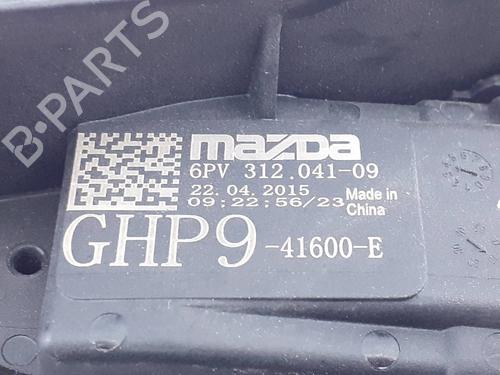 B-PARTS
mazda
6PV 312.041-09
22.04.2015
09:22:56/23
Made in
China
GHP9 -41600-E